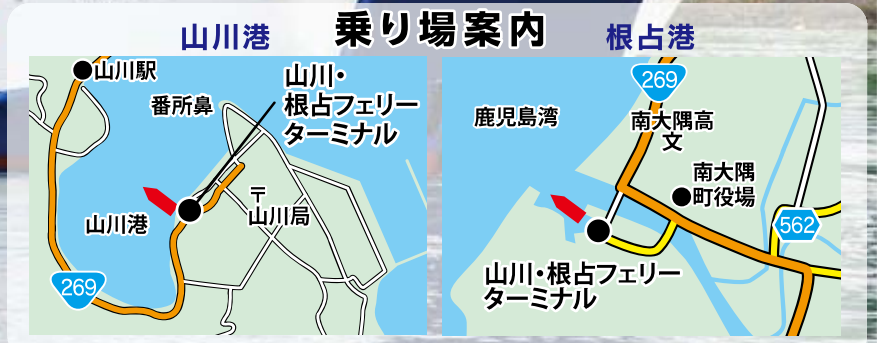 乗り場案内
山川港
山川駅
番所鼻
山川・
根占フェリー
ターミナル
〒
山川局
山川港
269
根占港
269
鹿児島湾
南大隅高
文
南大隅
町役場
562
山川・根占フェリー
ターミナル